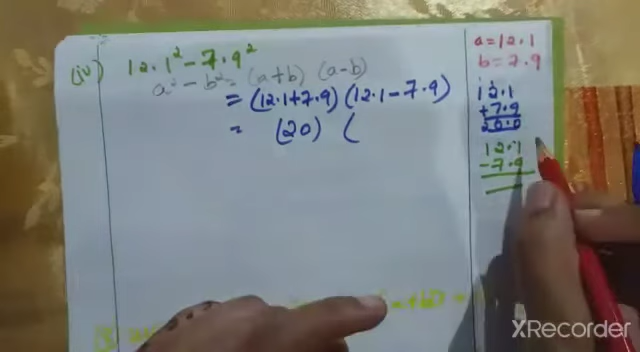 (iv) 12.1² - 7.9²
a² - b² = (a+b) (a-b)
= (12.1+7.9) (12.1-7.9)
= (20) (
a=12.1
b=7.9
12.1
+7.9
20.0
12.1
-7.9
XRecorder